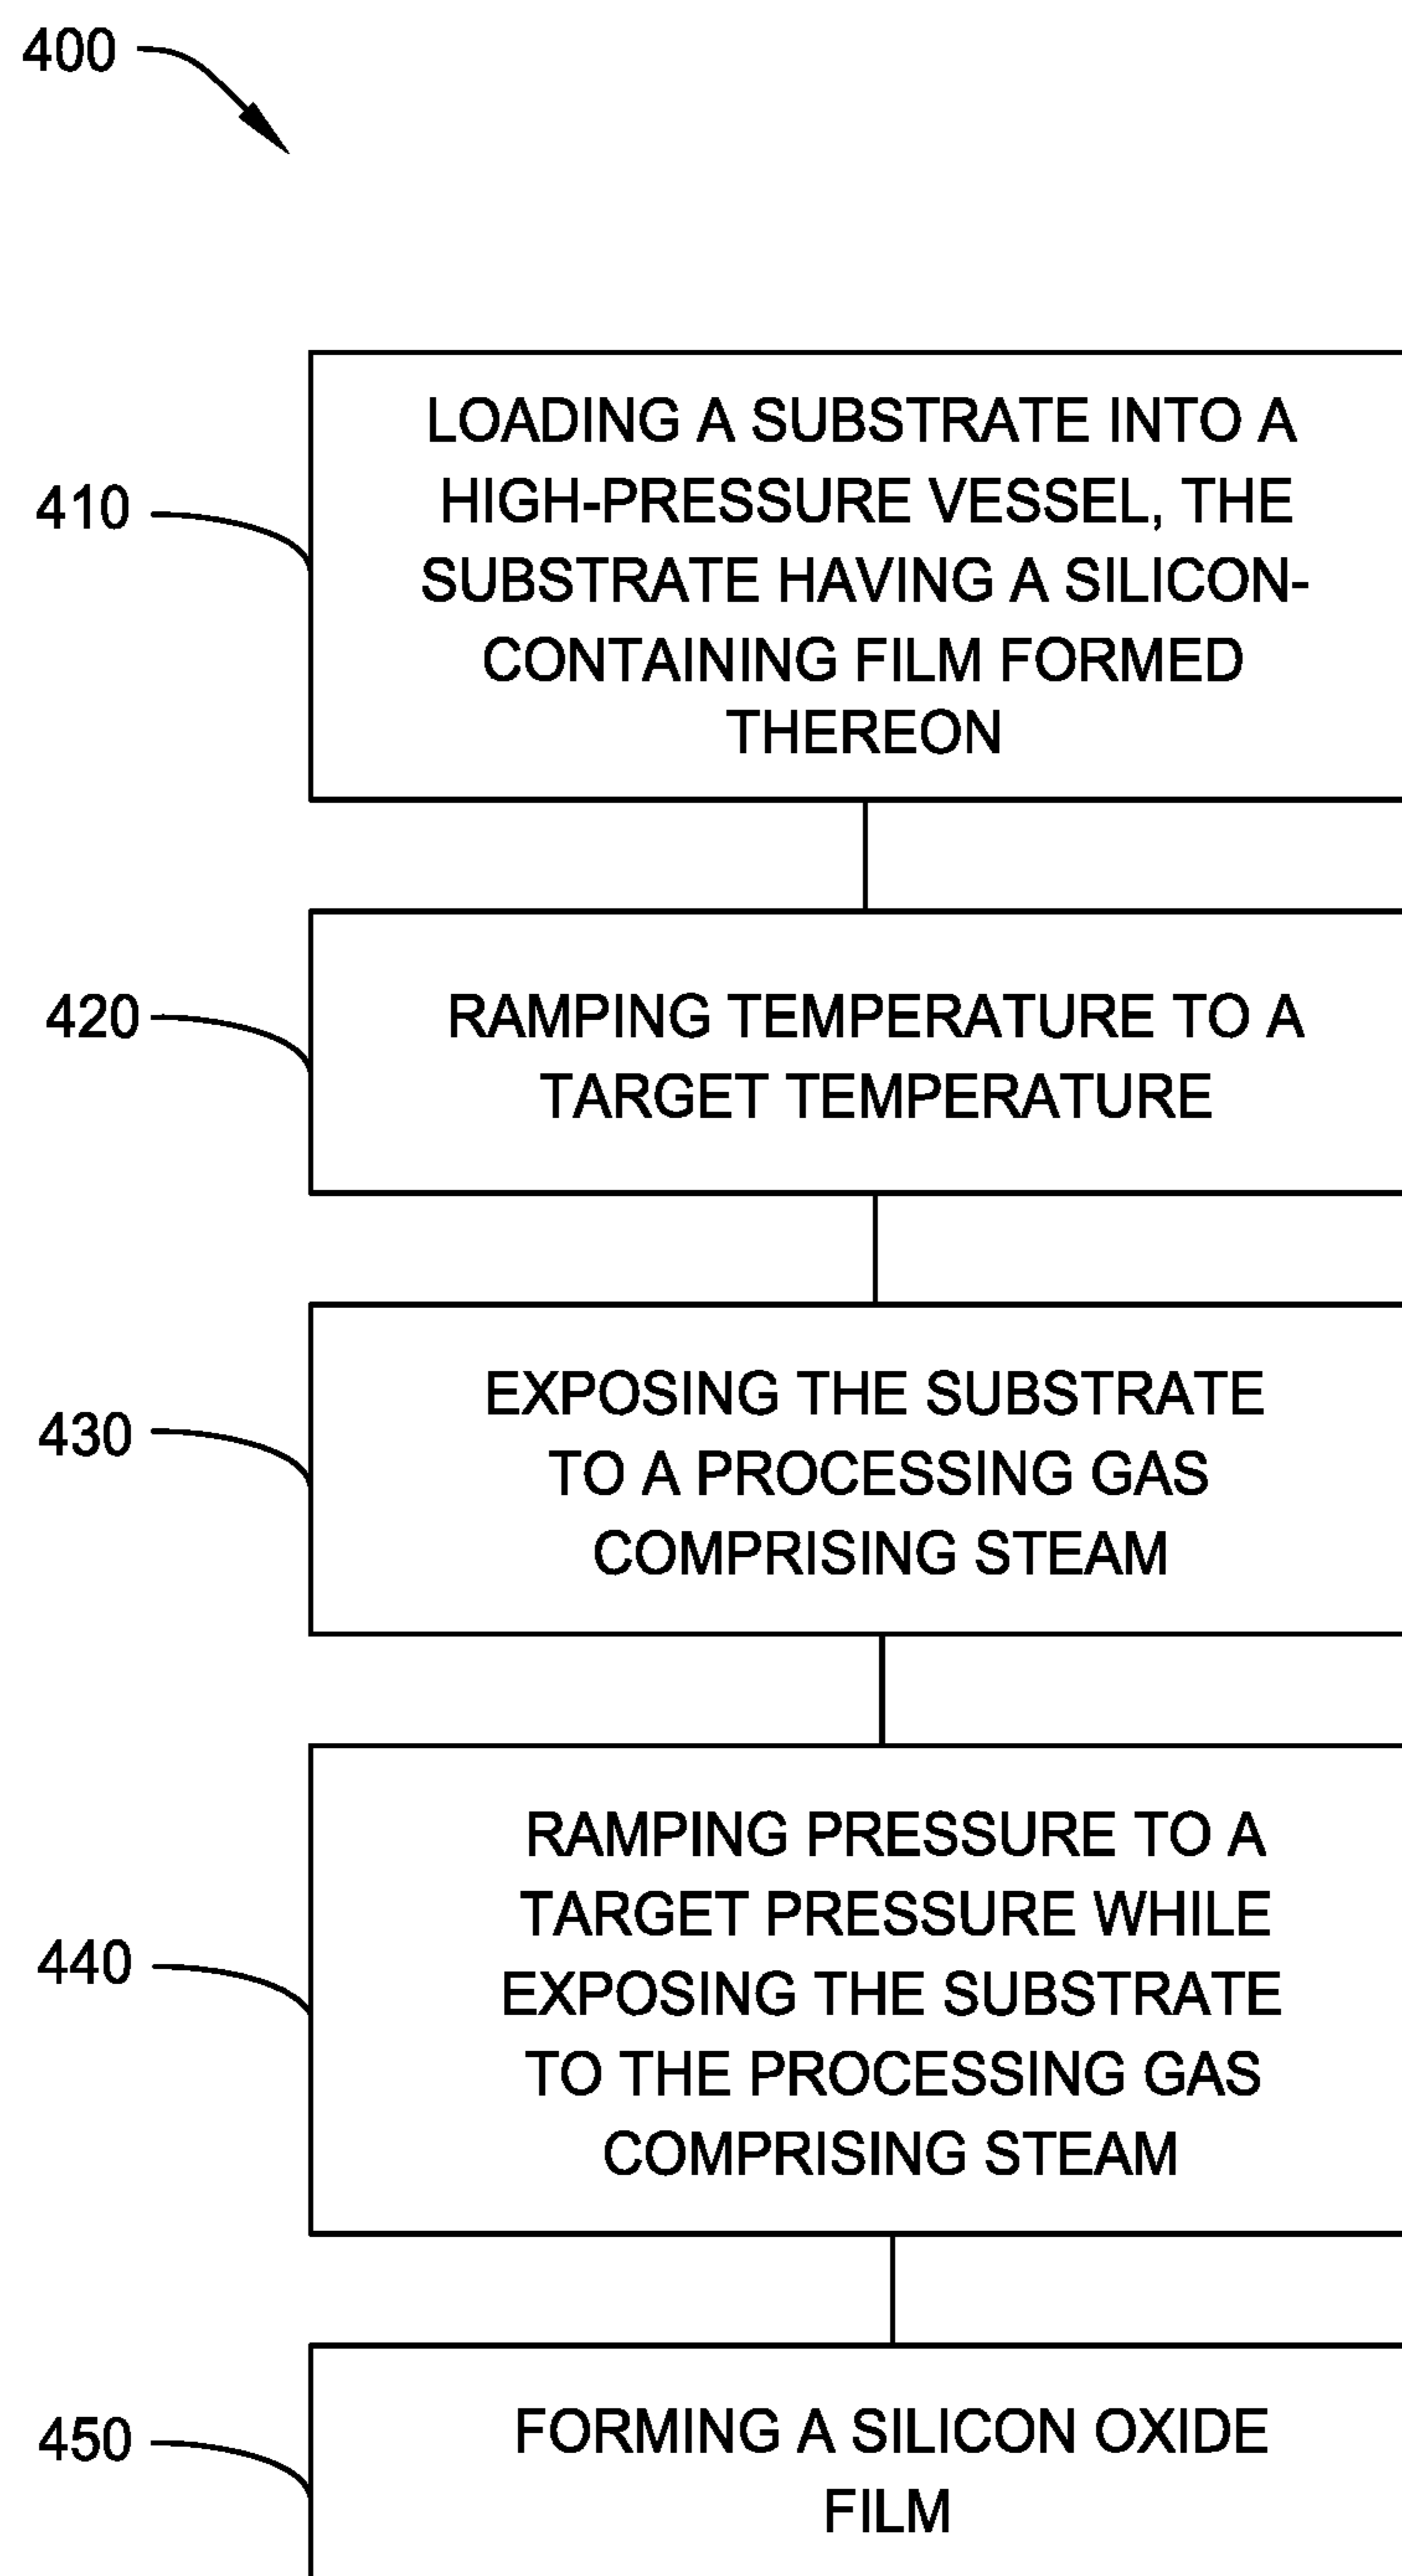 400
410
LOADING A SUBSTRATE INTO A
HIGH-PRESSURE VESSEL, THE
SUBSTRATE HAVING A SILICON-
CONTAINING FILM FORMED
THEREON
420
RAMPING TEMPERATURE TO A
TARGET TEMPERATURE
430
EXPOSING THE SUBSTRATE
TO A PROCESSING GAS
COMPRISING STEAM
440
RAMPING PRESSURE TO A
TARGET PRESSURE WHILE
EXPOSING THE SUBSTRATE
TO THE PROCESSING GAS
COMPRISING STEAM
450
FORMING A SILICON OXIDE
FILM